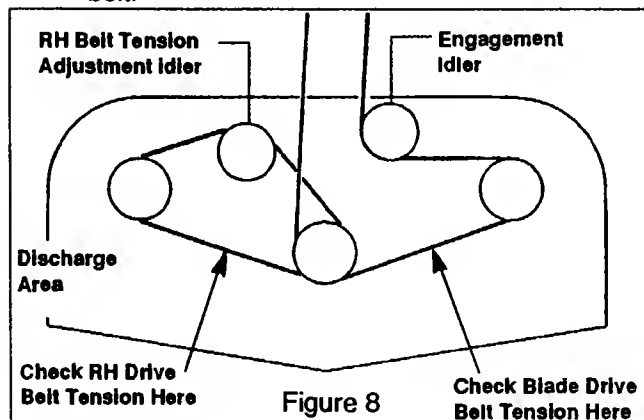 belt.
RH Belt Tension
Adjustment Idler
Engagement
Idler
Discharge
Area
Check RH Drive
Belt Tension Here
Figure 8
Check Blade Drive
Belt Tension Here